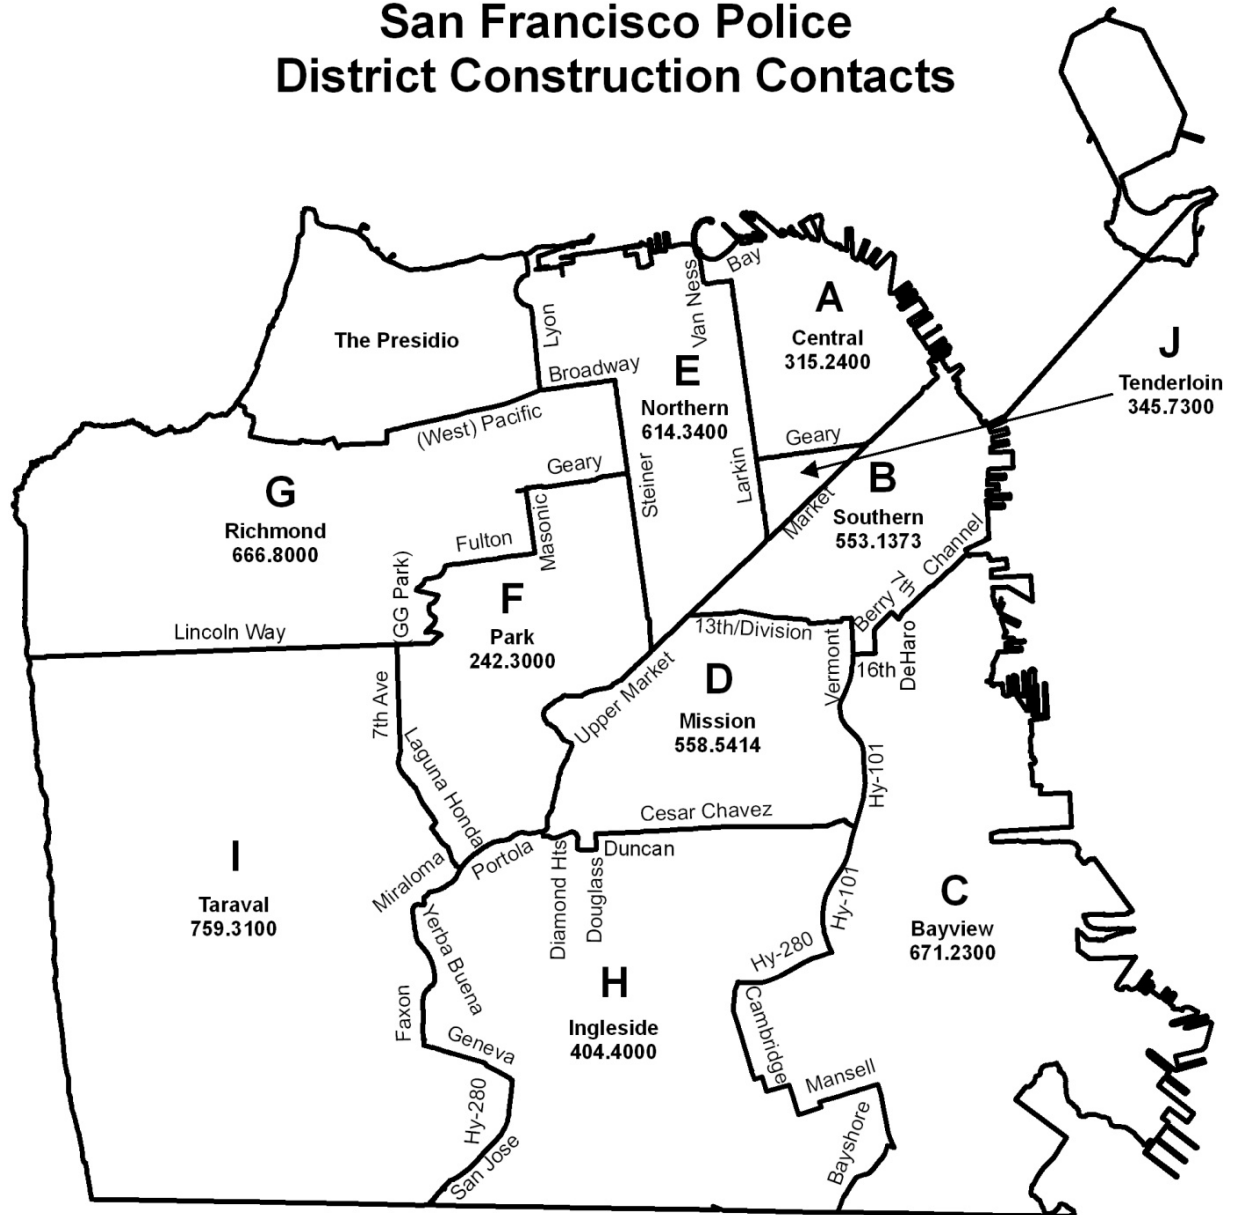 San Francisco Police
District Construction Contacts
The Presidio
Lyon
Broadway
(West) Pacific
Van Ness
Bay
A
Central
315.2400
E
Northern
614.3400
J
Tenderloin
345.7300
Geary
Geary
Steiner
Larkin
Market
B
Southern
553.1373
G
Richmond
666.8000
Fulton
Masonic
(GG Park)
Lincoln Way
F
Park
242.3000
Channel
7th
Berry
13th/Division
Vermont
16th
DeHaro
D
Mission
558.5414
Upper Market
7th Ave
Laguna Honda
Hy-101
Cesar Chavez
Duncan
Portola
Miraloma
Diamond Hts
Douglass
I
Taraval
759.3100
Hy-101
C
Bayview
671.2300
Yerba Buena
Faxon
Hy-280
H
Ingleside
404.4000
Cambridge
Geneva
Mansell
Hy-280
San Jose
Bayshore